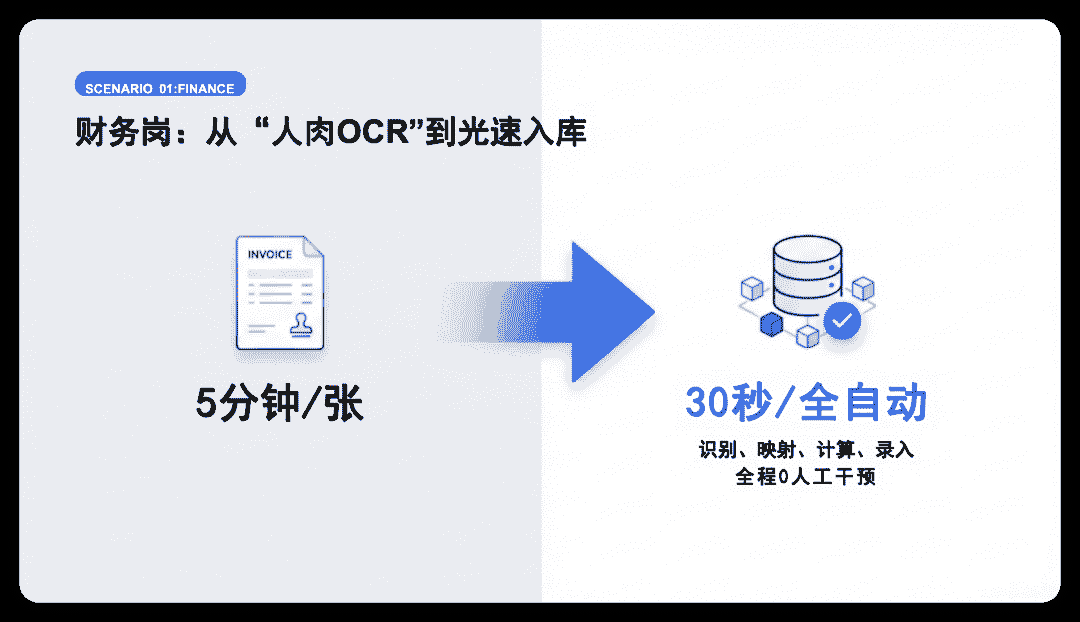 SCENARIO 01:FINANCE
财务岗：从“人肉OCR”到光速入库
INVOICE
5分钟/张
30秒/全自动
识别、映射、计算、录入
全程0人工干预